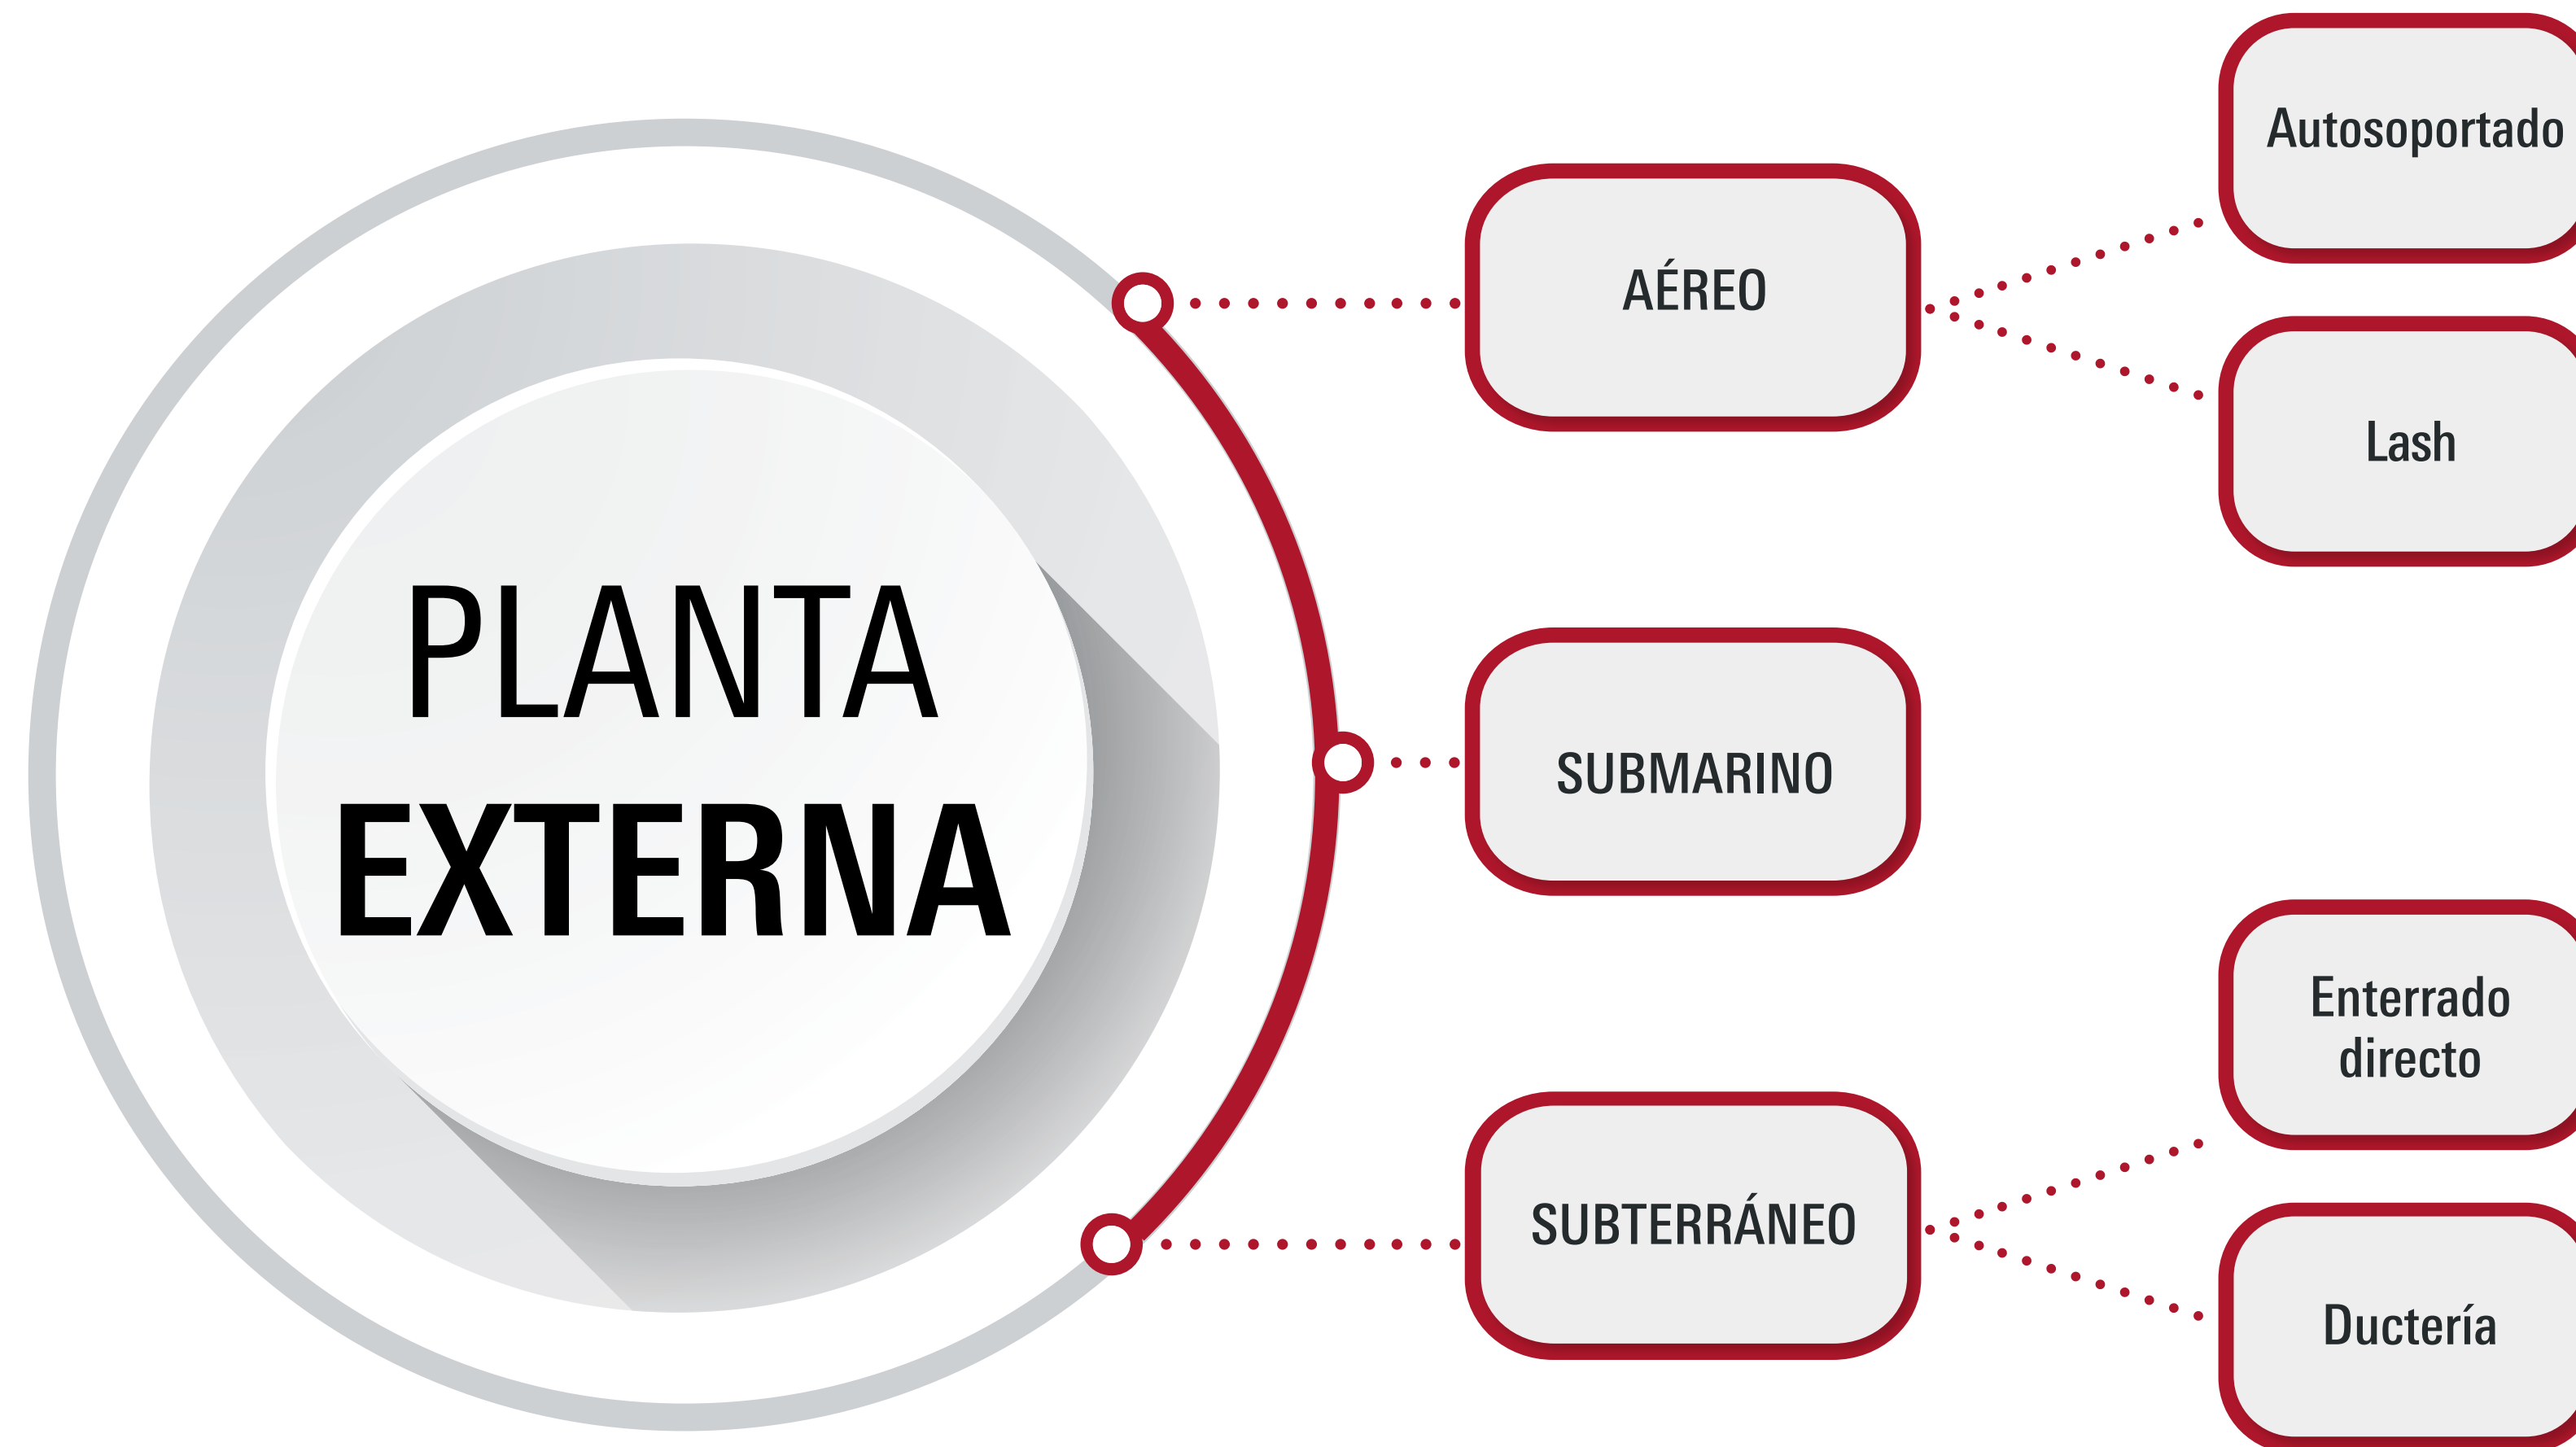 PLANTA
EXTERNA
AÉREO
Autosoportado
Lash
SUBMARINO
SUBTERRÁNEO
Enterrado
directo
Ductería